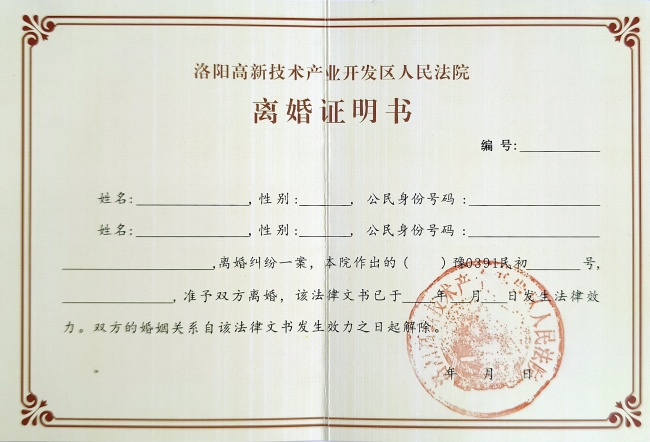 洛阳高新技术产业开发区人民法院
离婚证明书
编号:
姓名:，性别:，公民身份号码：
姓名:，性别:，公民身份号码：
，离婚纠纷一案，本院作出的（ ）豫0391民初 号，
，准予双方离婚，该法律文书已于 年 月 日发生法律效
力。双方的婚姻关系自该法律文书发生效力之日起解除。
年 月 日